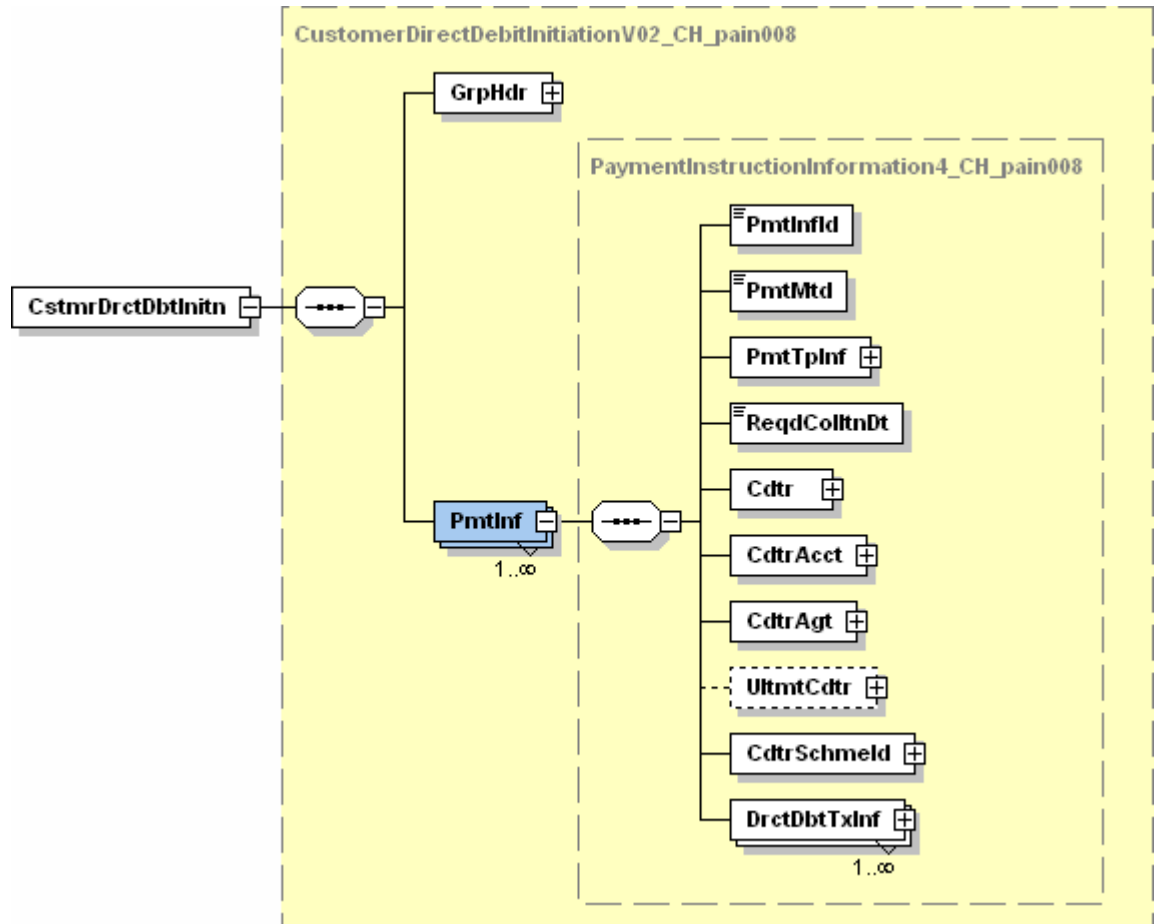 CustomerDirectDebitInitiationV02_CH_pain008
GrpHdr
PaymentInstructionInformation4_CH_pain008
PmtInfId
PmtMtd
CstmrDrctDbtInitn
PmtTpInf
ReqdColltnDt
Cdtr
PmtInf
1..∞
CdtrAcct
CdtrAgt
UltmtCdtr
CdtrSchmeId
DrctDbtTxInf
1..∞